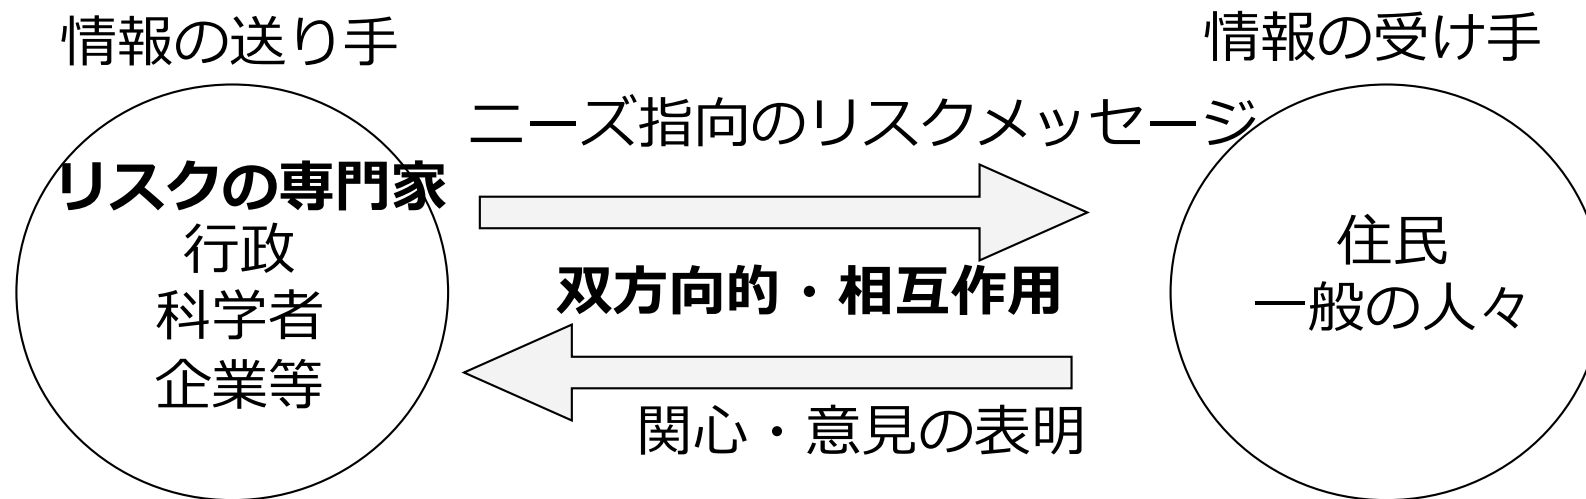 情報の送り手
リスクの専門家
行政
科学者
企業等
ニーズ指向のリスクメッセージ
双方向的・相互作用
関心・意見の表明
情報の受け手
住民
一般の人々